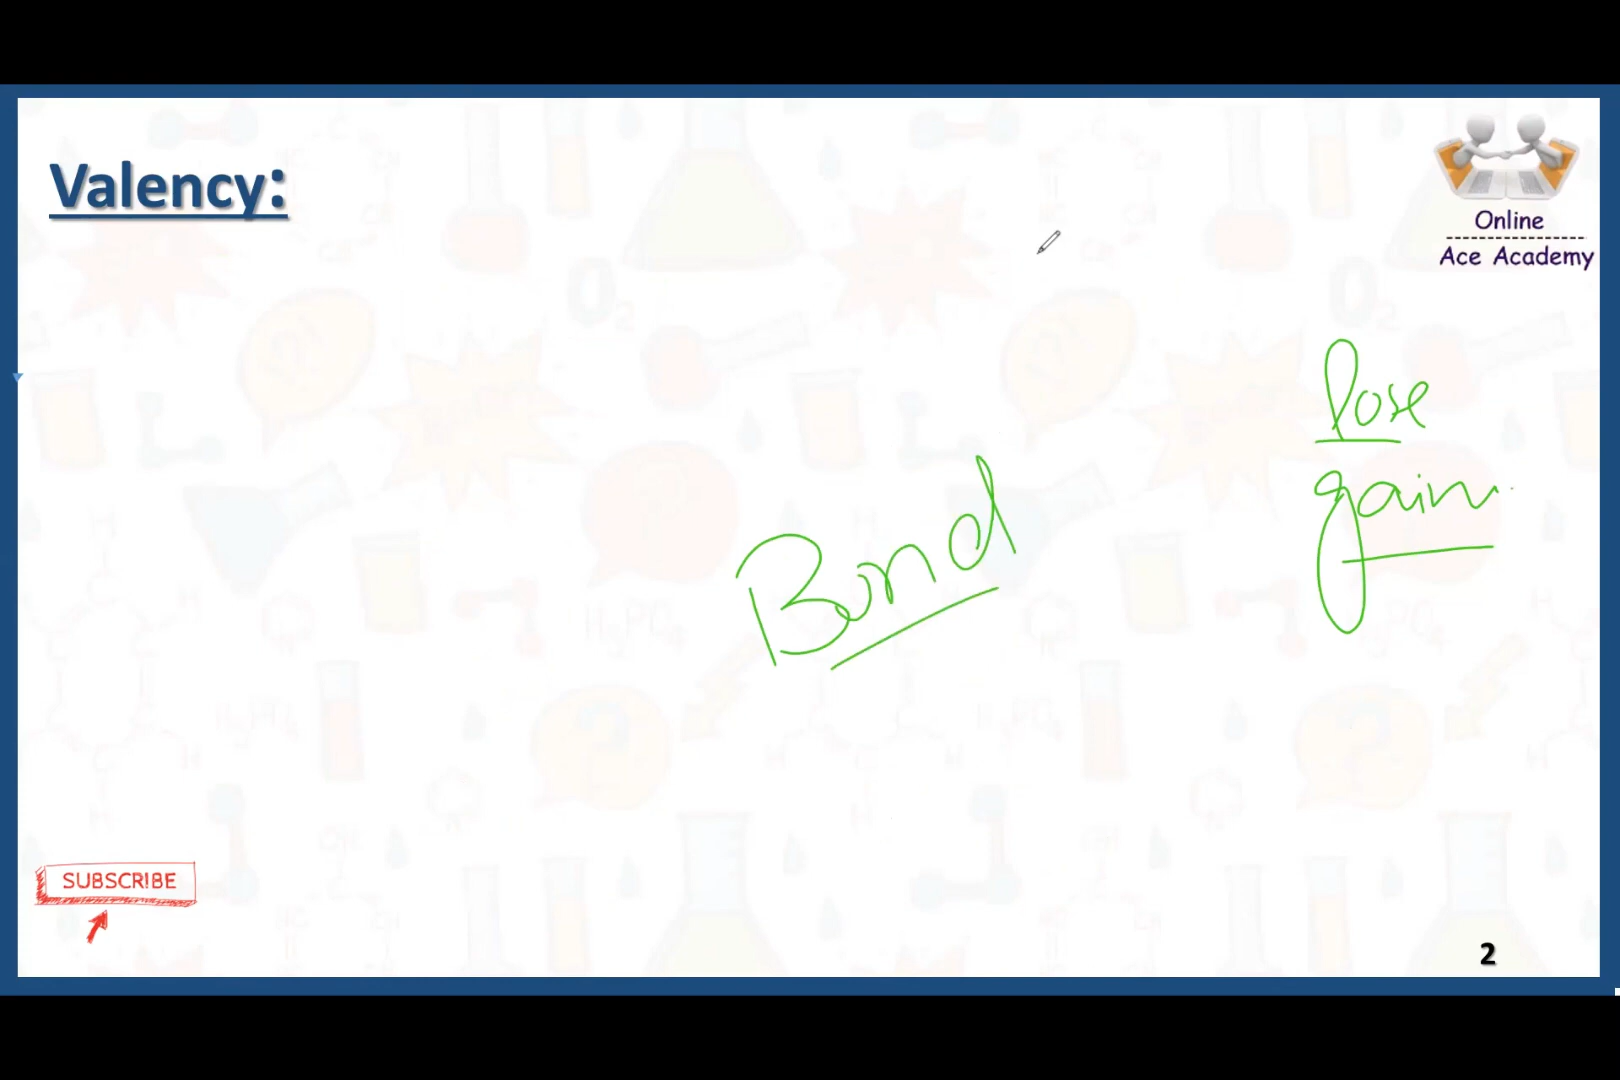 Valency:
Online
Ace Academy
lose
gain
Bond
SUBSCRIBE
2